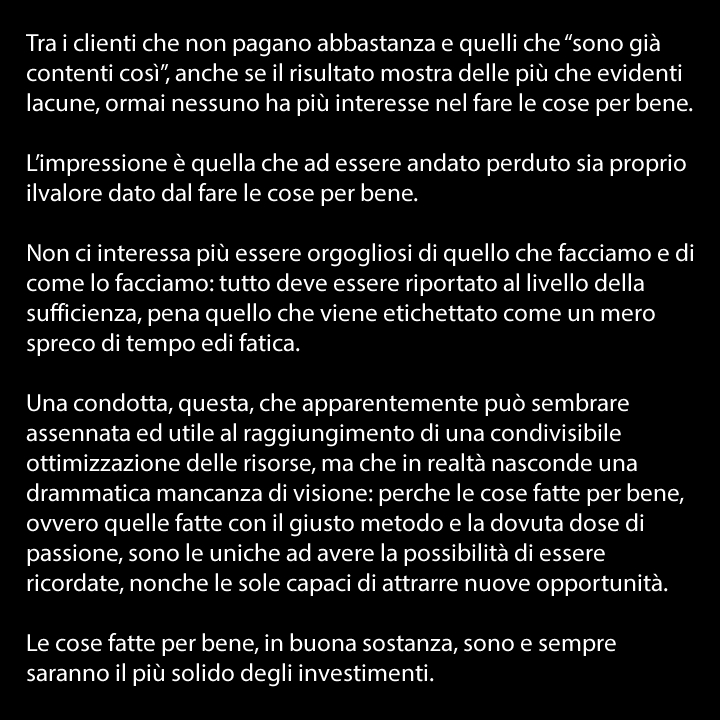 Tra i clienti che non pagano abbastanza e quelli che “sono già
contenti così”, anche se il risultato mostra delle più che evidenti
lacune, ormai nessuno ha più interesse nel fare le cose per bene.
L’impressione è quella che ad essere andato perduto sia proprio
ilvalore dato dal fare le cose per bene.
Non ci interessa più essere orgogliosi di quello che facciamo e di
come lo facciamo: tutto deve essere riportato al livello della
sufficienza, pena quello che viene etichettato come un mero
spreco di tempo edi fatica.
Una condotta, questa, che apparentemente può sembrare
assennata ed utile al raggiungimento di una condivisibile
ottimizzazione delle risorse, ma che in realtà nasconde una
drammatica mancanza di visione: perche le cose fatte per bene,
ovvero quelle fatte con il giusto metodo e la dovuta dose di
passione, sono le uniche ad avere la possibilità di essere
ricordate, nonche le sole capaci di attrarre nuove opportunità.
Le cose fatte per bene, in buona sostanza, sono e sempre
saranno il più solido degli investimenti.